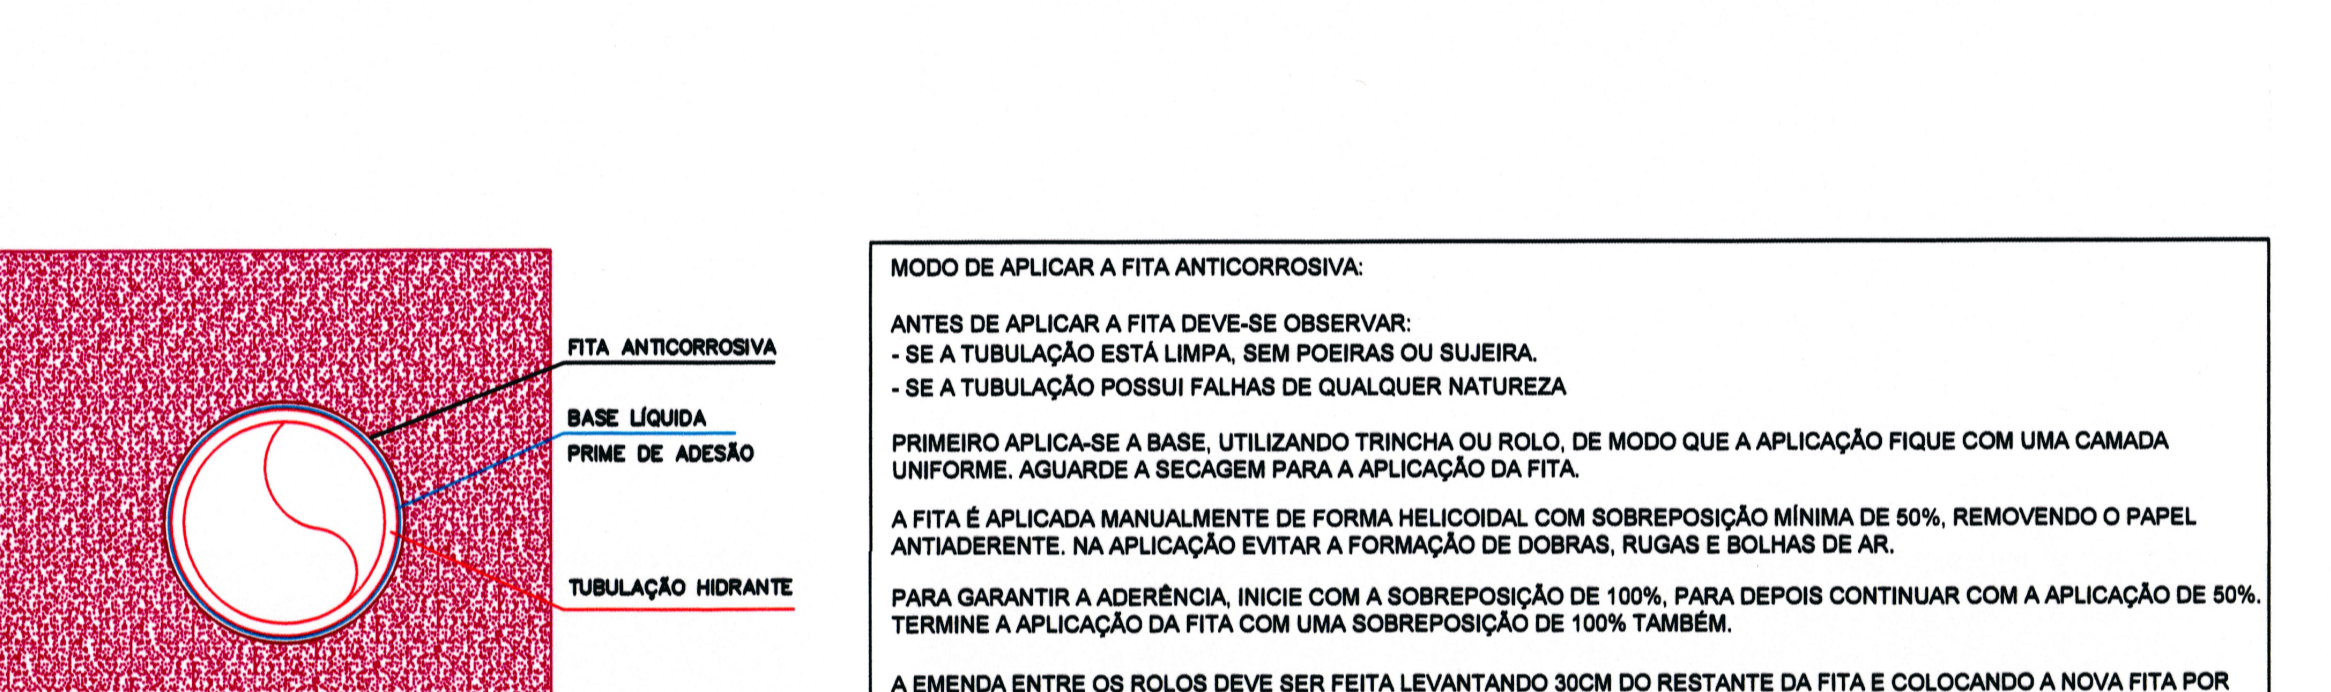 FITA ANTICORROSIVA
BASE LÍQUIDA
PRIME DE ADESÃO
TUBULAÇÃO HIDRANTE
MODO DE APLICAR A FITA ANTICORROSIVA:
ANTES DE APLICAR A FITA DEVE-SE OBSERVAR:
- SE A TUBULAÇÃO ESTÁ LIMPA, SEM POEIRAS OU SUJEIRA.
- SE A TUBULAÇÃO POSSUI FALHAS DE QUALQUER NATUREZA
PRIMEIRO APLICA-SE A BASE, UTILIZANDO TRINCHA OU ROLO, DE MODO QUE A APLICAÇÃO FIQUE COM UMA CAMADA
UNIFORME. AGUARDE A SECAGEM PARA A APLICAÇÃO DA FITA.
A FITA É APLICADA MANUALMENTE DE FORMA HELICOIDAL COM SOBREPOSIÇÃO MÍNIMA DE 50%, REMOVENDO O PAPEL
ANTIADERENTE. NA APLICAÇÃO EVITAR A FORMAÇÃO DE DOBRAS, RUGAS E BOLHAS DE AR.
PARA GARANTIR A ADERÊNCIA, INICIE COM A SOBREPOSIÇÃO DE 100%, PARA DEPOIS CONTINUAR COM A APLICAÇÃO DE 50%.
TERMINE A APLICAÇÃO DA FITA COM UMA SOBREPOSIÇÃO DE 100% TAMBÉM.
A EMENDA ENTRE OS ROLOS DEVE SER FEITA LEVANTANDO 30CM DO RESTANTE DA FITA E COLOCANDO A NOVA FITA POR